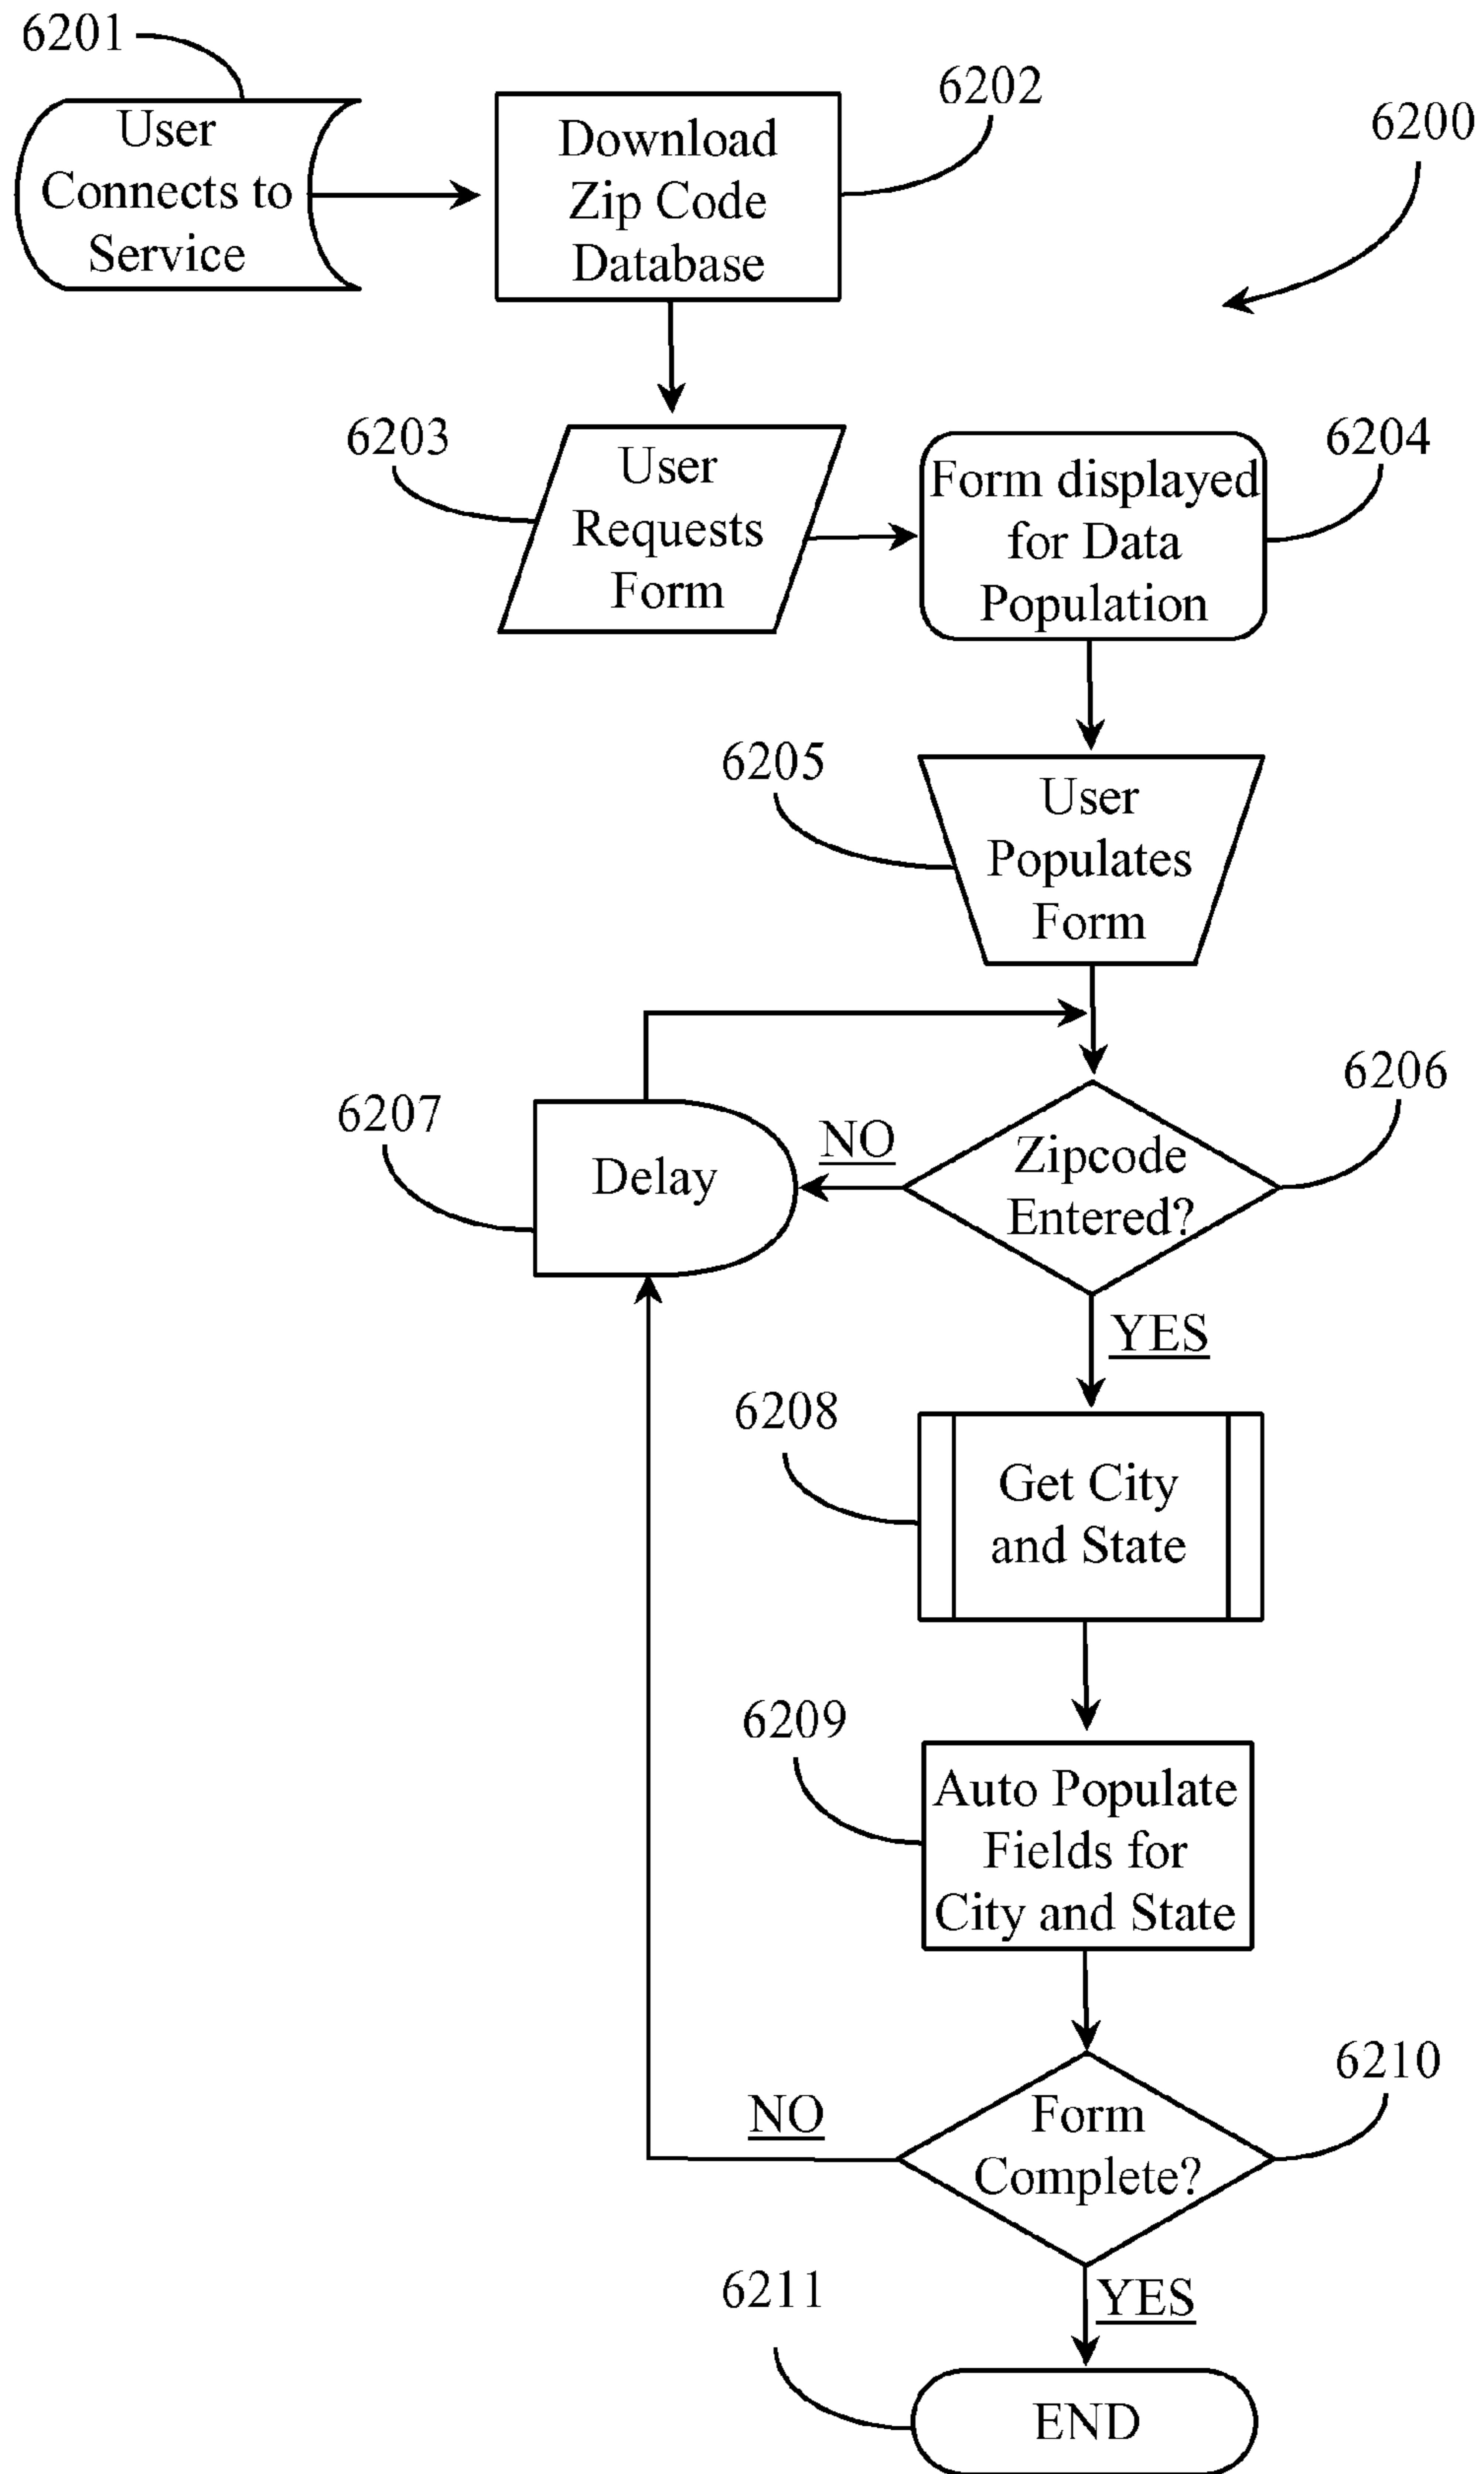 6201
User
Connects to
Service
6202
Download
Zip Code
Database
6200
6203
User
Requests
Form
6204
Form displayed
for Data
Population
6205
User
Populates
Form
6206
Zipcode
Entered?
NO
6207
Delay
YES
6208
Get City
and State
6209
Auto Populate
Fields for
City and State
6210
Form
Complete?
NO
YES
6211
END